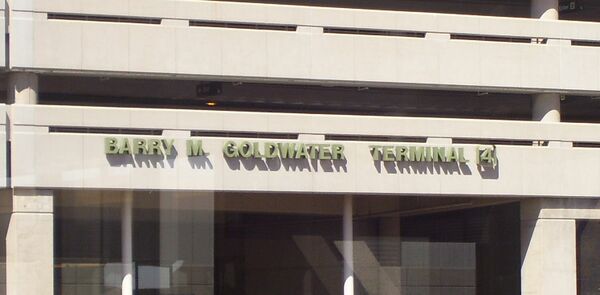 BARRY M. GOLDWATER TERMINAL (4)